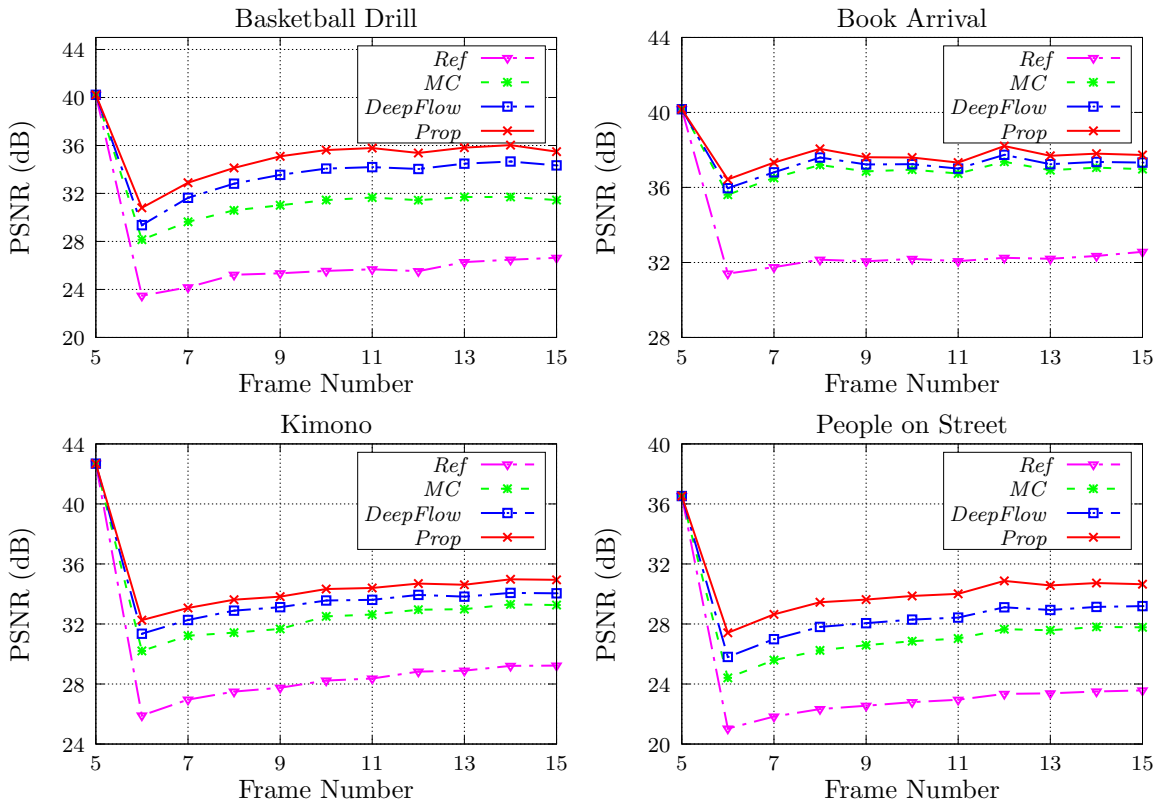 Basketball Drill
PSNR (dB)
44
40
36
32
28
24
20
5 7 9 11 13 15
Frame Number
Ref
MC
DeepFlow
Prop
Book Arrival
PSNR (dB)
44
40
36
32
28
5 7 9 11 13 15
Frame Number
Ref
MC
DeepFlow
Prop
Kimono
PSNR (dB)
44
40
36
32
28
24
5 7 9 11 13 15
Frame Number
Ref
MC
DeepFlow
Prop
People on Street
PSNR (dB)
40
36
32
28
24
20
5 7 9 11 13 15
Frame Number
Ref
MC
DeepFlow
Prop